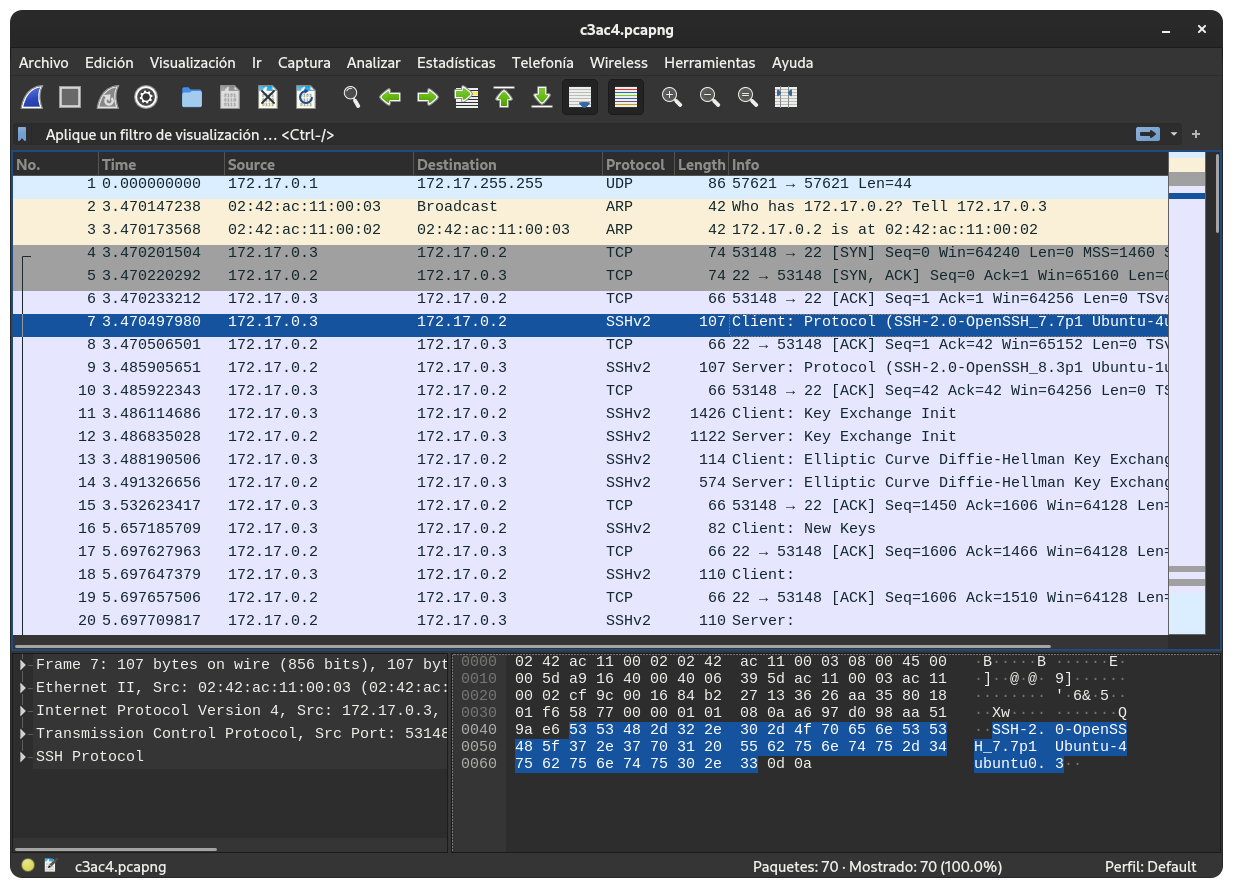 c3ac4.pcapng
Archivo Edición Visualización Ir Captura Analizar Estadísticas Telefonía Wireless Herramientas Ayuda
Aplique un filtro de visualización … <Ctrl-/>
No. Time Source Destination Protocol Length Info
1 0.000000000 172.17.0.1 172.17.255.255 UDP 86 57621 → 57621 Len=44
2 3.470147238 02:42:ac:11:00:03 Broadcast ARP 42 Who has 172.17.0.2? Tell 172.17.0.3
3 3.470173568 02:42:ac:11:00:02 02:42:ac:11:00:03 ARP 42 172.17.0.2 is at 02:42:ac:11:00:02
4 3.470201504 172.17.0.3 172.17.0.2 TCP 74 53148 → 22 [SYN] Seq=0 Win=64240 Len=0 MSS=1460 S
5 3.470220292 172.17.0.2 172.17.0.3 TCP 74 22 → 53148 [SYN, ACK] Seq=0 Ack=1 Win=65160 Len=0
6 3.470233212 172.17.0.3 172.17.0.2 TCP 66 53148 → 22 [ACK] Seq=1 Ack=1 Win=64256 Len=0 TSva
7 3.470497980 172.17.0.3 172.17.0.2 SSHv2 107 Client: Protocol (SSH-2.0-OpenSSH_7.7p1 Ubuntu-4u
8 3.470506501 172.17.0.2 172.17.0.3 TCP 66 22 → 53148 [ACK] Seq=1 Ack=42 Win=65152 Len=0 TSv
9 3.485905651 172.17.0.2 172.17.0.3 SSHv2 107 Server: Protocol (SSH-2.0-OpenSSH_8.3p1 Ubuntu-1u
10 3.485922343 172.17.0.3 172.17.0.2 TCP 66 53148 → 22 [ACK] Seq=42 Ack=42 Win=64256 Len=0 TS
11 3.486114686 172.17.0.3 172.17.0.2 SSHv2 1426 Client: Key Exchange Init
12 3.486835028 172.17.0.2 172.17.0.3 SSHv2 1122 Server: Key Exchange Init
13 3.488190506 172.17.0.3 172.17.0.2 SSHv2 114 Client: Elliptic Curve Diffie-Hellman Key Exchang
14 3.491326656 172.17.0.2 172.17.0.3 SSHv2 574 Server: Elliptic Curve Diffie-Hellman Key Exchang
15 3.532623417 172.17.0.3 172.17.0.2 TCP 66 53148 → 22 [ACK] Seq=1450 Ack=1606 Win=64128 Len=
16 5.657185709 172.17.0.3 172.17.0.2 SSHv2 82 Client: New Keys
17 5.697627963 172.17.0.2 172.17.0.3 TCP 66 22 → 53148 [ACK] Seq=1606 Ack=1466 Win=64128 Len=
18 5.697647379 172.17.0.3 172.17.0.2 SSHv2 110 Client:
19 5.697657506 172.17.0.2 172.17.0.3 TCP 66 22 → 53148 [ACK] Seq=1606 Ack=1510 Win=64128 Len=
20 5.697709817 172.17.0.2 172.17.0.3 SSHv2 110 Server:
Frame 7: 107 bytes on wire (856 bits), 107 byt
Ethernet II, Src: 02:42:ac:11:00:03 (02:42:ac:
Internet Protocol Version 4, Src: 172.17.0.3,
Transmission Control Protocol, Src Port: 53148
SSH Protocol
0000 02 42 ac 11 00 02 02 42 ac 11 00 03 08 00 45 00 ·B·····B ······E·
0010 00 5d a9 16 40 00 40 06 39 5d ac 11 00 03 ac 11 ·]··@·@· 9]······
0020 00 02 cf 9c 00 16 84 b2 27 13 36 26 aa 35 80 18 ········ '·6&·5··
0030 01 f6 58 77 00 00 01 01 08 0a a6 97 d0 98 aa 51 ··Xw···· ·······Q
0040 9a e6 53 53 48 2d 32 2e 30 2d 4f 70 65 6e 53 53 ··SSH-2. 0-OpenSS
0050 48 5f 37 2e 37 70 31 20 55 62 75 6e 74 75 2d 34 H_7.7p1 Ubuntu-4
0060 75 62 75 6e 74 75 30 2e 33 0d 0a ubuntu0. 3··
c3ac4.pcapng Paquetes: 70 · Mostrado: 70 (100.0%) Perfil: Default